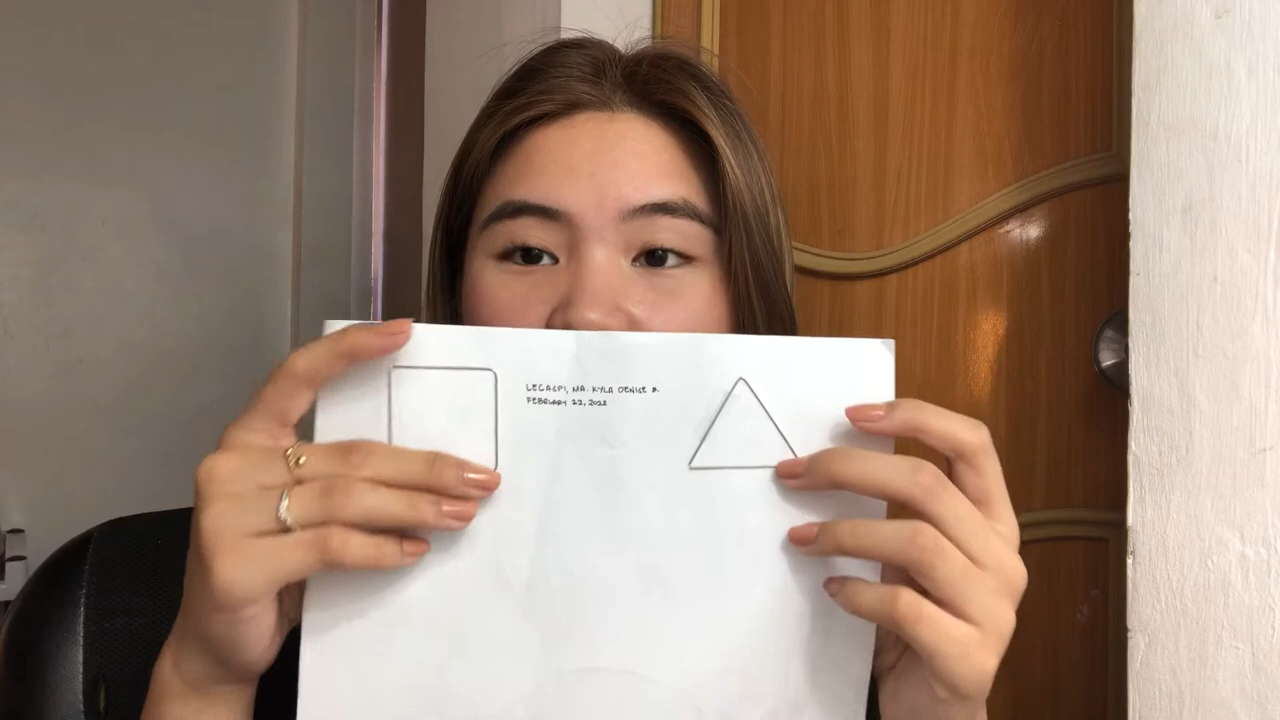 LEGASPI, MA. KYLA DENISE B.
FEBRUARY 22, 2022